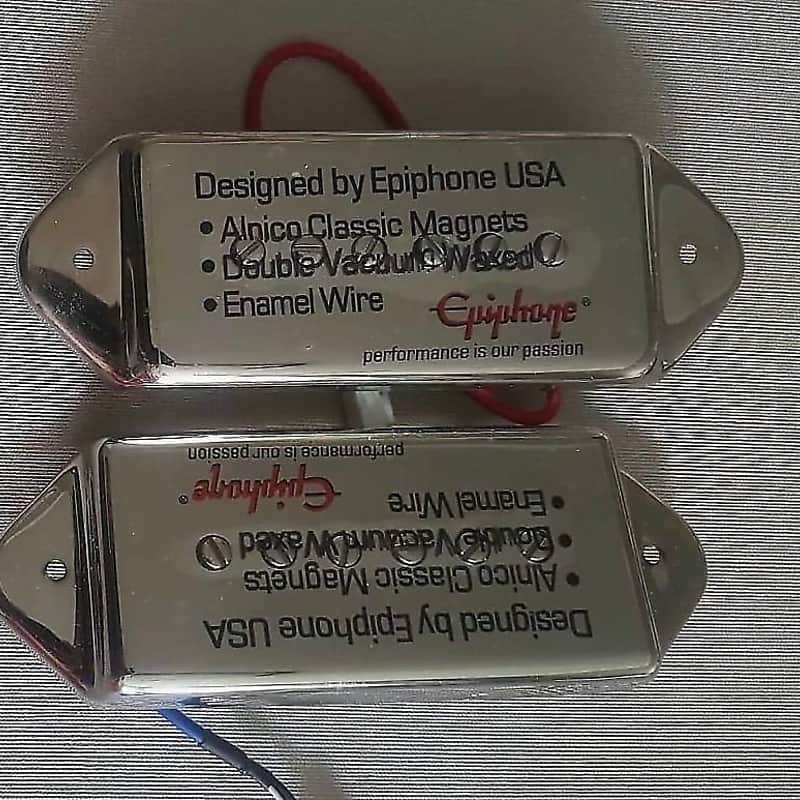 Designed by Epiphone USA
• Alnico Classic Magnets
• Double Vacuum Waxed
• Enamel Wire
Epiphone®
performance is our passion
Designed by Epiphone USA
• Alnico Classic Magnets
• Double Vacuum Waxed
• Enamel Wire
Epiphone®
performance is our passion